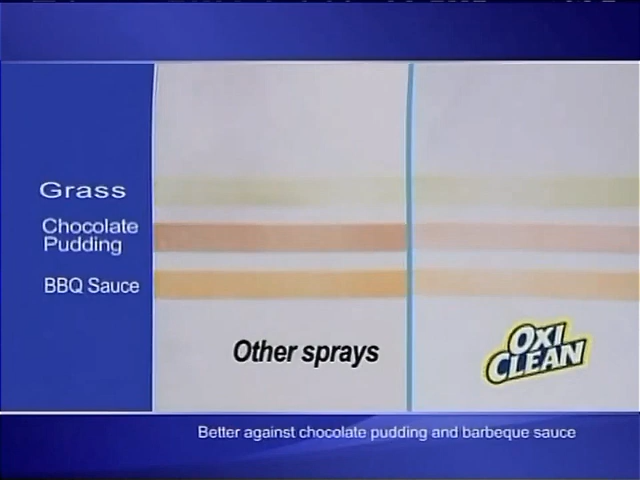 Grass
Chocolate
Pudding
BBQ Sauce
Other sprays
OXI
CLEAN
Better against chocolate pudding and barbeque sauce